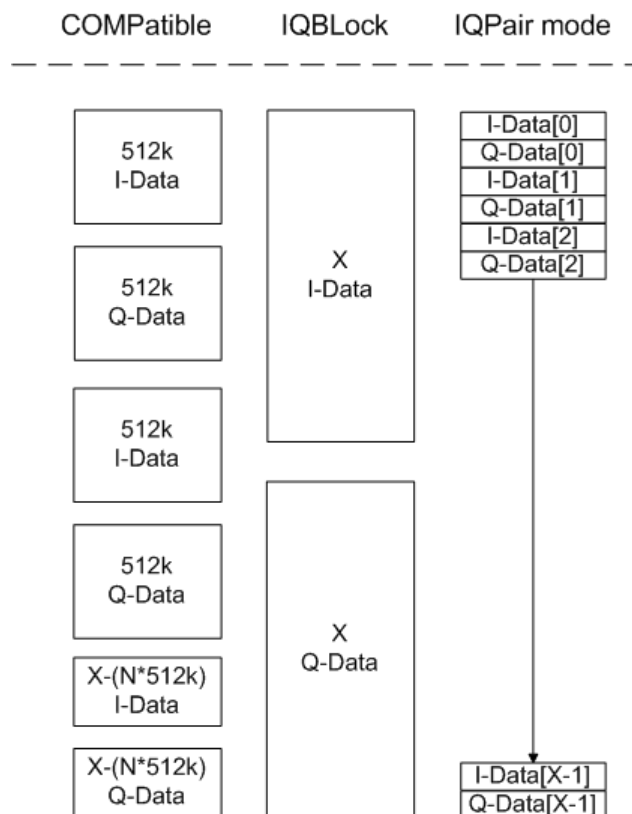 COMPatible IQBLock IQPair mode
512k
I-Data
512k
Q-Data
512k
I-Data
512k
Q-Data
X-(N*512k)
I-Data
X-(N*512k)
Q-Data
X
I-Data
X
Q-Data
I-Data[0]
Q-Data[0]
I-Data[1]
Q-Data[1]
I-Data[2]
Q-Data[2]
I-Data[X-1]
Q-Data[X-1]